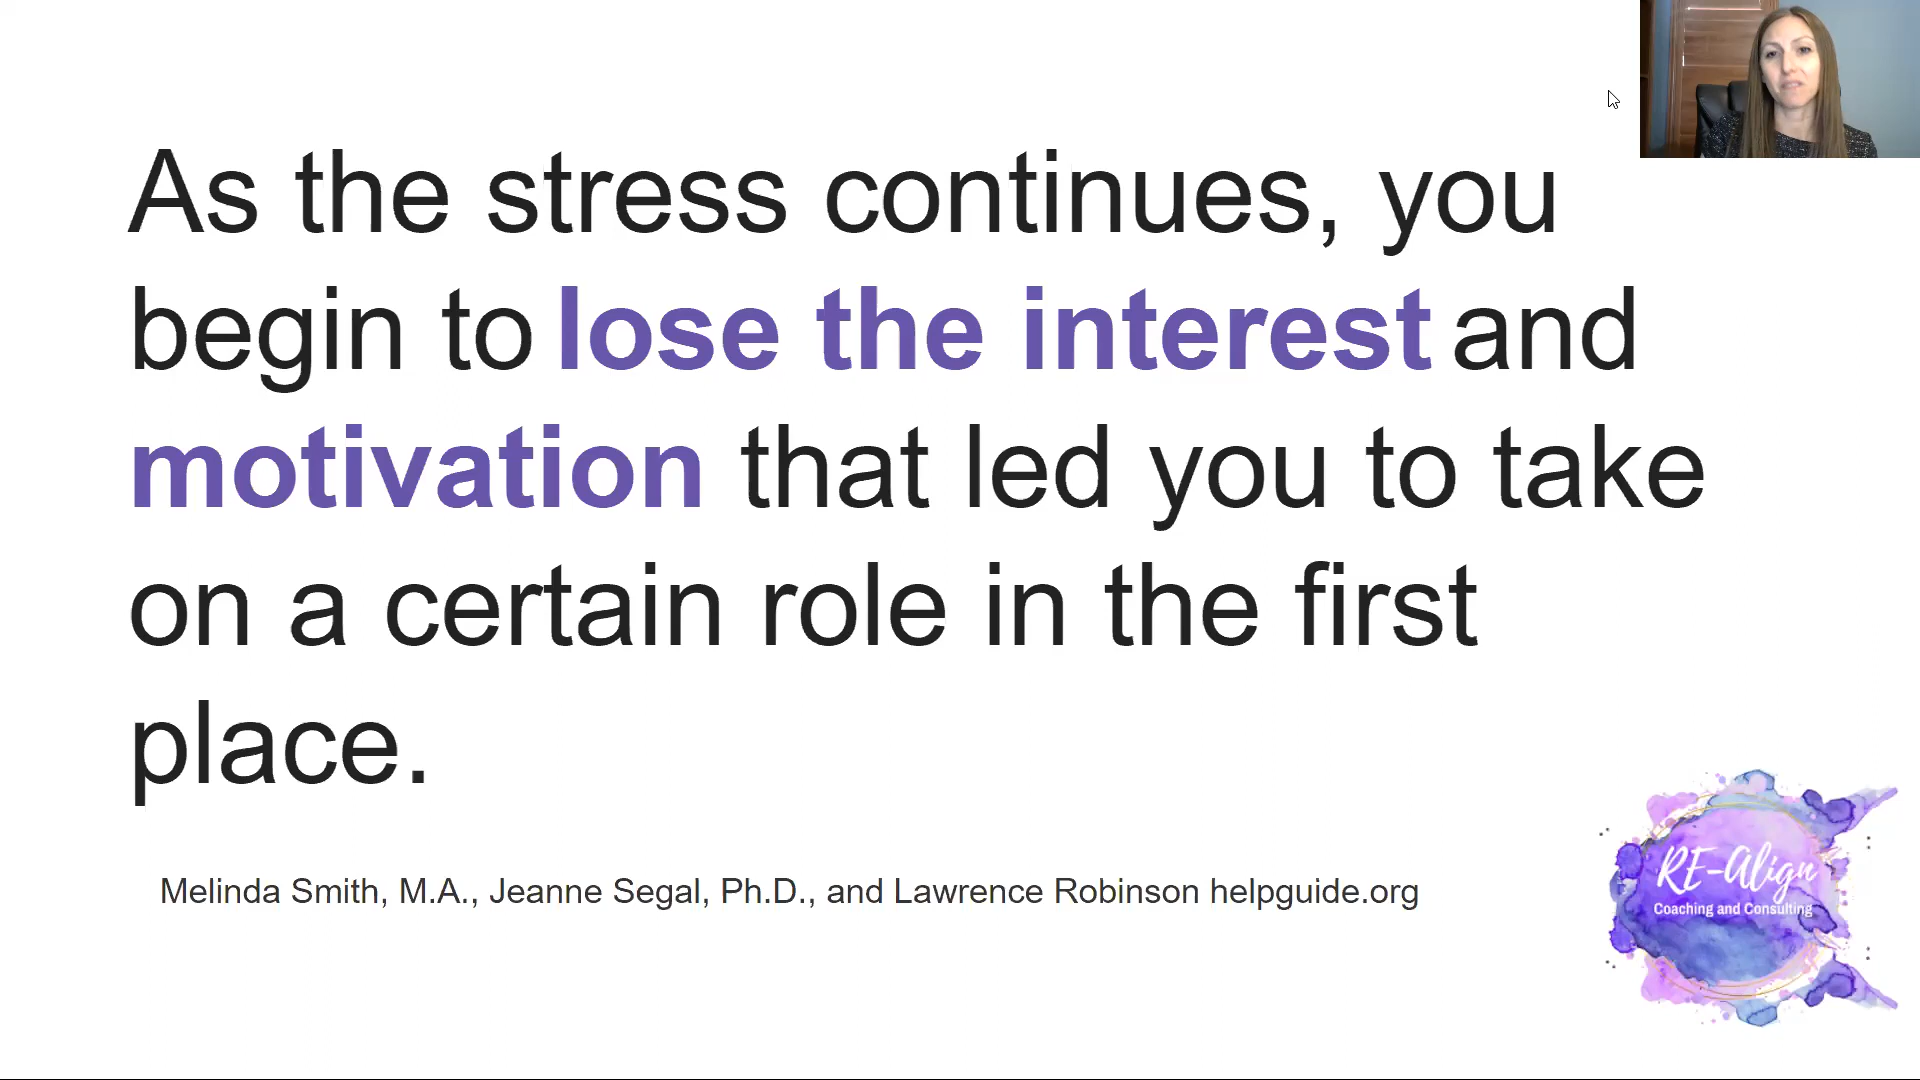 As the stress continues, you
begin to lose the interest and
motivation that led you to take
on a certain role in the first
place.
Melinda Smith, M.A., Jeanne Segal, Ph.D., and Lawrence Robinson helpguide.org
RE-Align
Coaching and Consulting